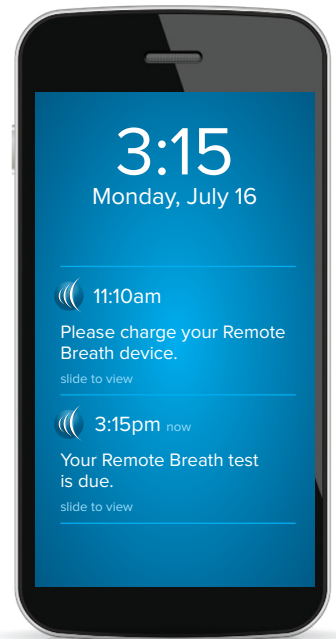 3:15
Monday, July 16
11:10am
Please charge your Remote
Breath device.
slide to view
3:15pm now
Your Remote Breath test
is due.
slide to view